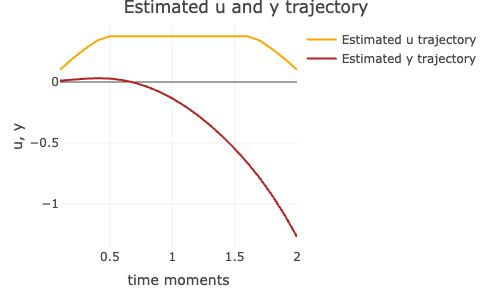 Estimated u and y trajectory
Estimated u trajectory
Estimated y trajectory
0
−0.5
−1
u, y
0.5
1
1.5
2
time moments